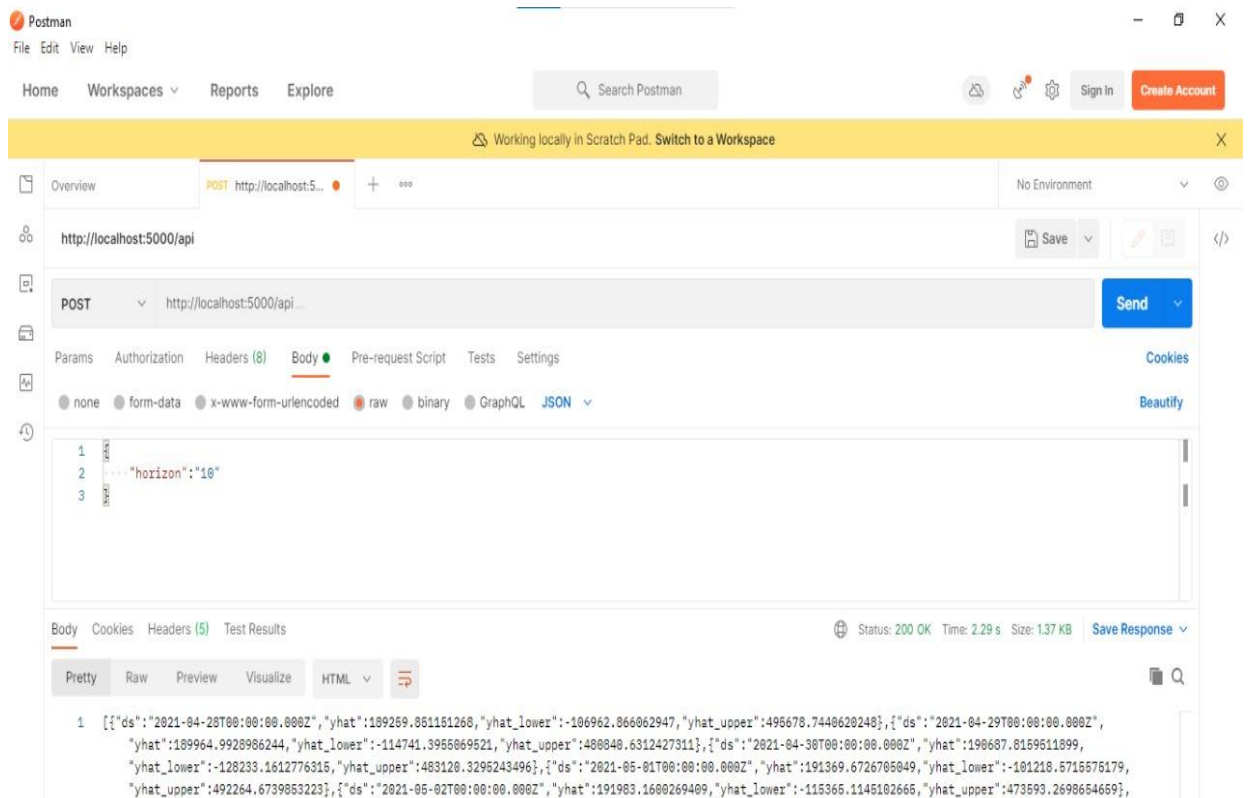 Postman
File Edit View Help
Home Workspaces Reports Explore Search Postman Sign In Create Account
Working locally in Scratch Pad. Switch to a Workspace
Overview POST http://localhost:5... No Environment
http://localhost:5000/api Save
POST http://localhost:5000/api ... Send
Params Authorization Headers (8) Body Pre-request Script Tests Settings Cookies
none form-data x-www-form-urlencoded raw binary GraphQL JSON Beautify
1 {
2 ····"horizon":"10"
3 }
Body Cookies Headers (5) Test Results Status: 200 OK Time: 2.29 s Size: 1.37 KB Save Response
Pretty Raw Preview Visualize HTML
1 [{"ds":"2021-04-28T00:00:00.000Z","yhat":189259.851151268,"yhat_lower":-106962.866062947,"yhat_upper":495678.7440620248},{"ds":"2021-04-29T00:00:00.000Z",
"yhat":189964.9928986244,"yhat_lower":-114741.3955069521,"yhat_upper":480840.6312427311},{"ds":"2021-04-30T00:00:00.000Z","yhat":190687.8159511899,
"yhat_lower":-128233.1612776315,"yhat_upper":483128.3295243496},{"ds":"2021-05-01T00:00:00.000Z","yhat":191369.6726705049,"yhat_lower":-101218.5715575179,
"yhat_upper":492264.6739853223},{"ds":"2021-05-02T00:00:00.000Z","yhat":191983.1600269409,"yhat_lower":-115365.1145102665,"yhat_upper":473593.2698654659},